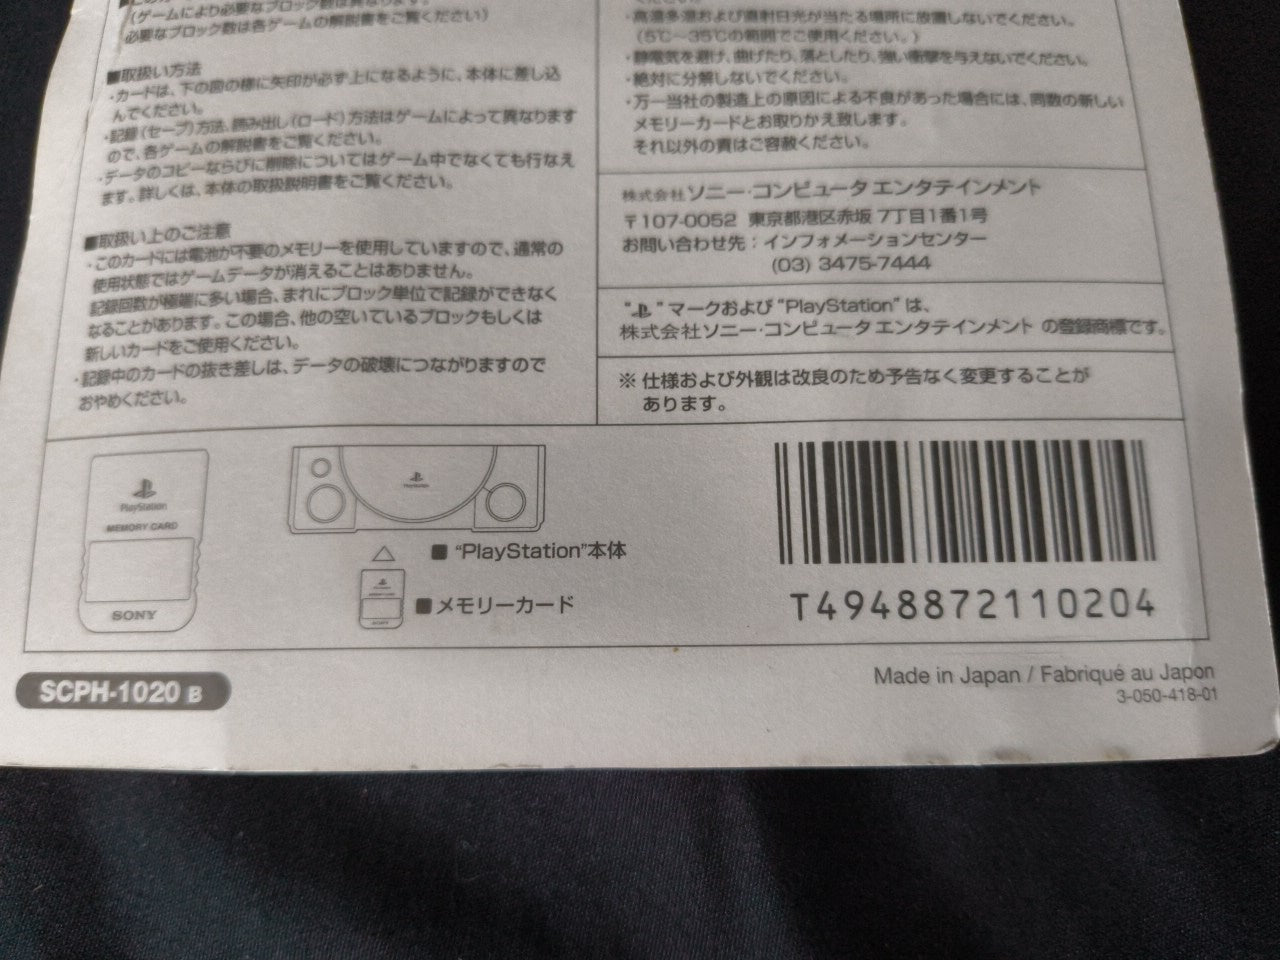 (ゲームにより必要なブロック数は異なります。
必要なブロック数は各ゲームの解説書をご覧ください)
■取扱い方法
・カードは、下の図の様に矢印が必ず上になるように、本体に差し込
んでください。
・記録(セーブ)方法、読み出し(ロード)方法はゲームによって異なります
ので、各ゲームの解説書をご覧ください。
・データのコピーならびに削除についてはゲーム中でなくても行なえ
ます。詳しくは、本体の取扱説明書をご覧ください。
■取扱い上のご注意
・このカードには電池が不要のメモリーを使用していますので、通常の
使用状態ではゲームデータが消えることはありません。
記録回数が極端に多い場合、まれにブロック単位で記録ができなく
なることがあります。この場合、他の空いているブロックもしくは
新しいカードをご使用ください。
・記録中のカードの抜き差しは、データの破壊につながりますので
おやめください。
・高温多湿および直射日光が当たる場所に放置しないでください。
(5℃~35℃の範囲でご使用ください。)
・静電気を避け、曲げたり、落としたり、強い衝撃を与えないでください。
・絶対に分解しないでください。
・万一当社の製造上の原因による不良があった場合には、同数の新しい
メモリーカードとお取りかえ致します。
それ以外の責はご容赦ください。
株式会社ソニー・コンピュータ エンタテインメント
〒107-0052 東京都港区赤坂 7丁目1番1号
お問い合わせ先:インフォメーションセンター
(03) 3475-7444
" "マークおよび "PlayStation" は、
株式会社ソニー・コンピュータ エンタテインメント の登録商標です。
※ 仕様および外観は改良のため予告なく変更することが
あります。
PlayStation
MEMORY CARD
SONY
PlayStation
■ "PlayStation"本体
MEMORY CARD
SONY
■ メモリーカード
T4948872110204
SCPH-1020 B
Made in Japan / Fabriqué au Japon
3-050-418-01